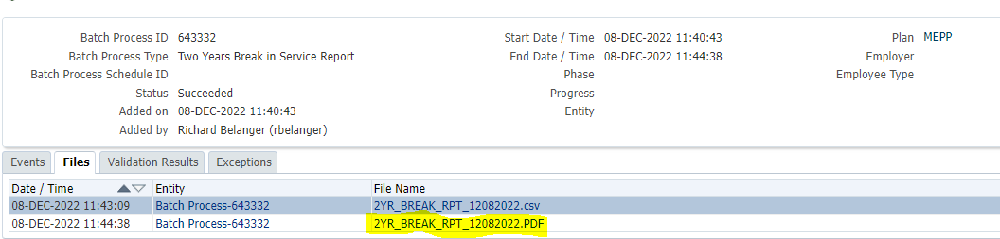 Batch Process ID 643332 Start Date / Time 08-DEC-2022 11:40:43 Plan MEPP
Batch Process Type Two Years Break in Service Report End Date / Time 08-DEC-2022 11:44:38 Employer
Batch Process Schedule ID Phase Employee Type
Status Succeeded Progress
Added on 08-DEC-2022 11:40:43 Entity
Added by Richard Belanger (rbelanger)
Events Files Validation Results Exceptions
Date / Time Entity File Name
08-DEC-2022 11:43:09 Batch Process-643332 2YR_BREAK_RPT_12082022.csv
08-DEC-2022 11:44:38 Batch Process-643332 2YR_BREAK_RPT_12082022.PDF